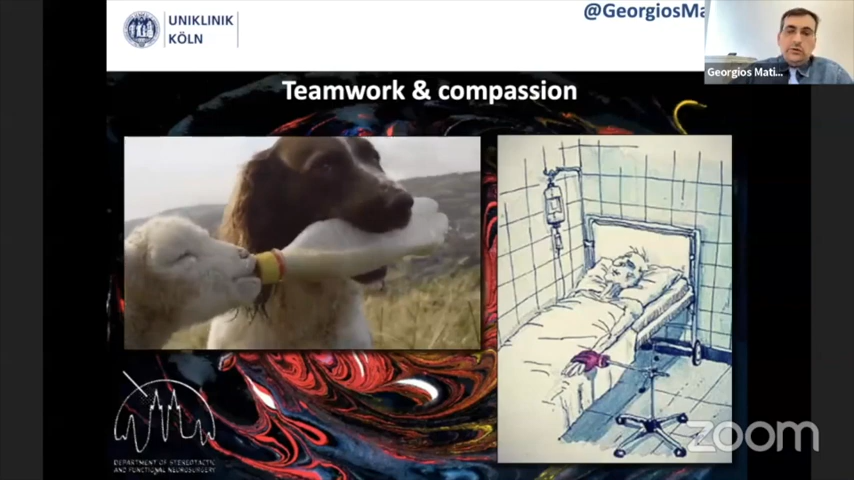 UNIKLINIK
KÖLN
@GeorgiosMa
Georgios Mati...
Teamwork & compassion
DEPARTMENT OF STEREOTACTIC
AND FUNCTIONAL NEUROSURGERY
zoom